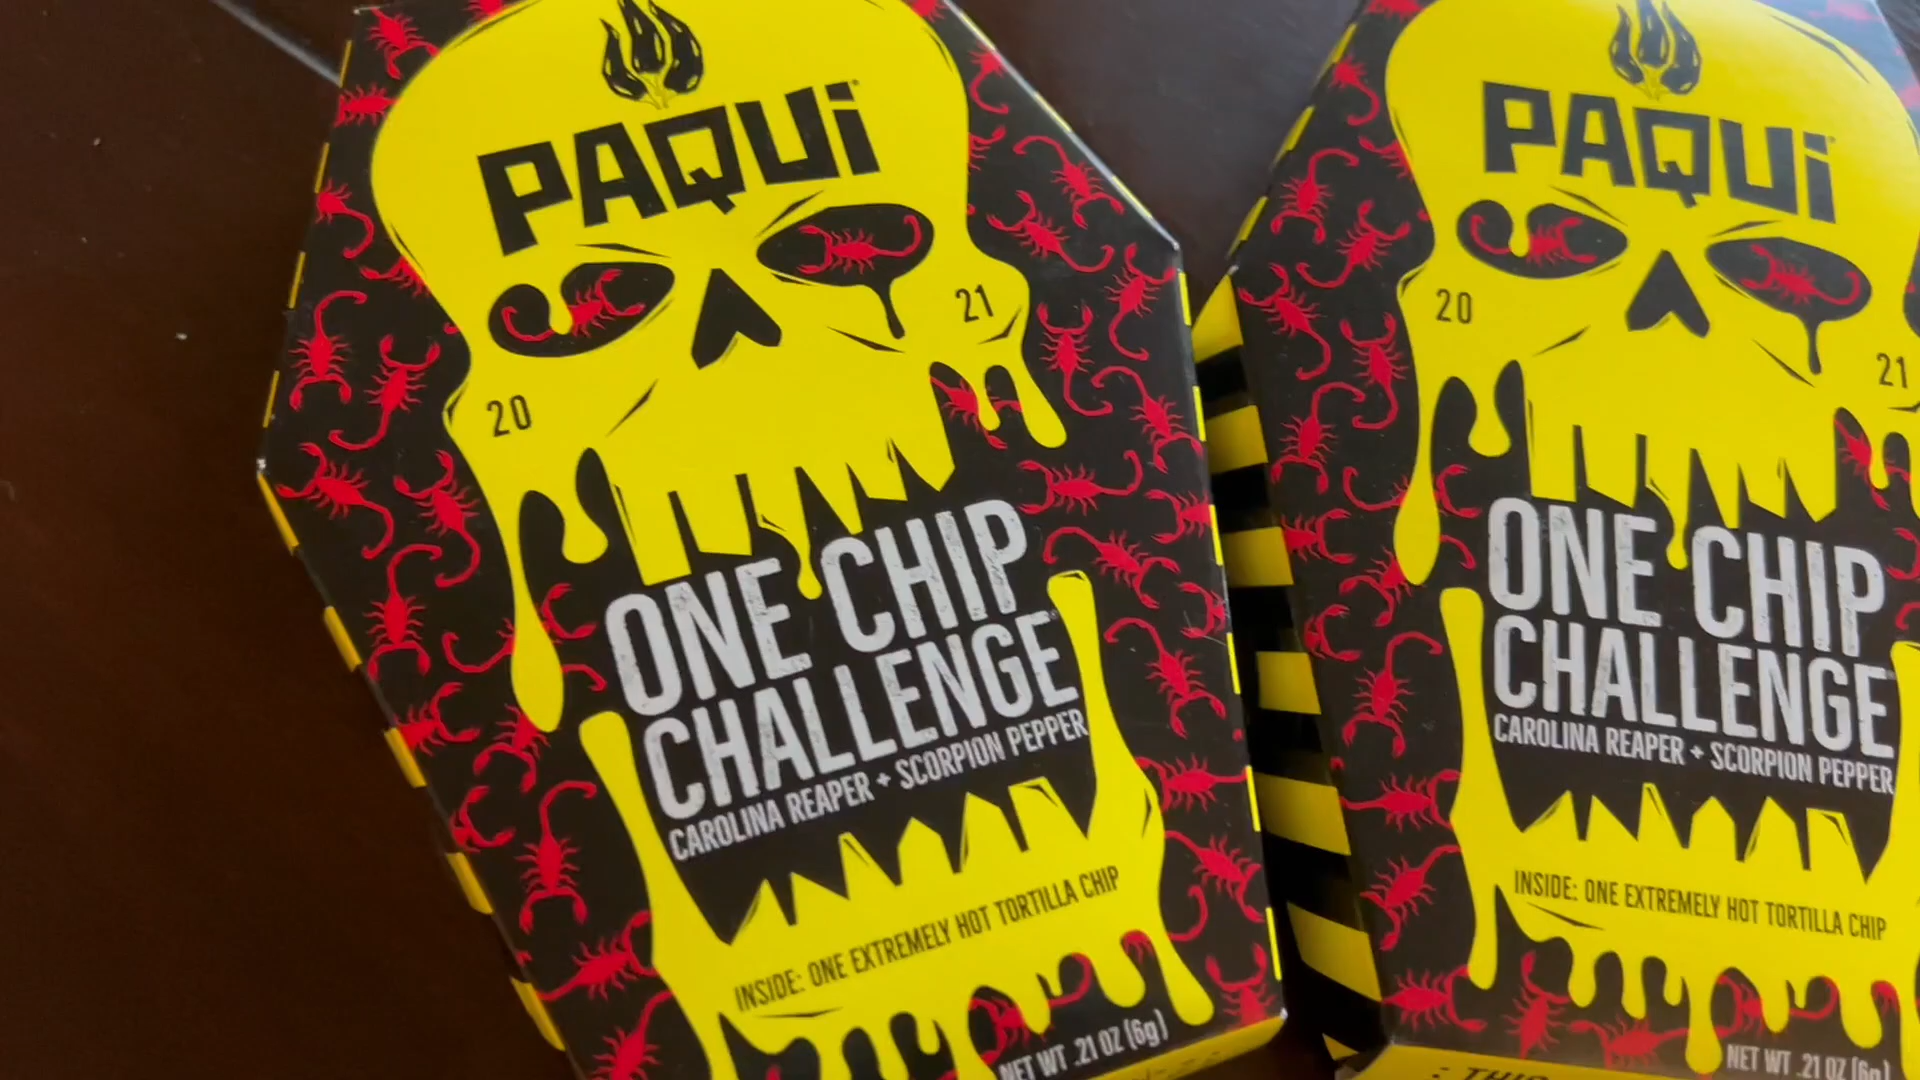 PAQUI
20 21
ONE CHIP
CHALLENGE
CAROLINA REAPER + SCORPION PEPPER
INSIDE: ONE EXTREMELY HOT TORTILLA CHIP
NET WT .21 OZ (6g)
PAQUI
20 21
ONE CHIP
CHALLENGE
CAROLINA REAPER + SCORPION PEPPER
INSIDE: ONE EXTREMELY HOT TORTILLA CHIP
NET WT .21 OZ (6g)